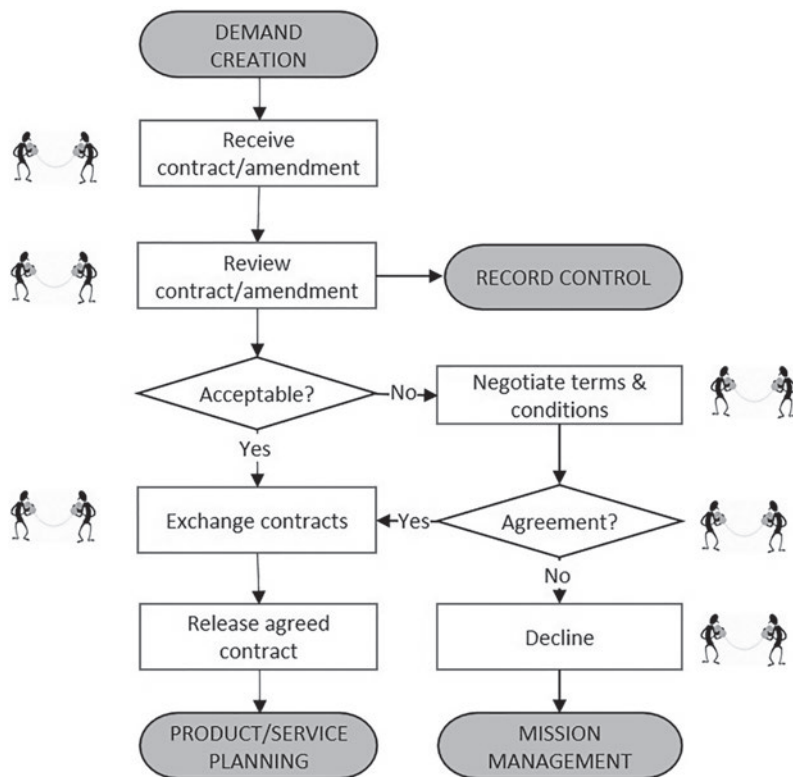 DEMAND
CREATION
Receive
contract/amendment
Review
contract/amendment
RECORD CONTROL
Acceptable?
No
Negotiate terms &
conditions
Yes
Exchange contracts
Yes
Agreement?
No
Release agreed
contract
Decline
PRODUCT/SERVICE
PLANNING
MISSION
MANAGEMENT